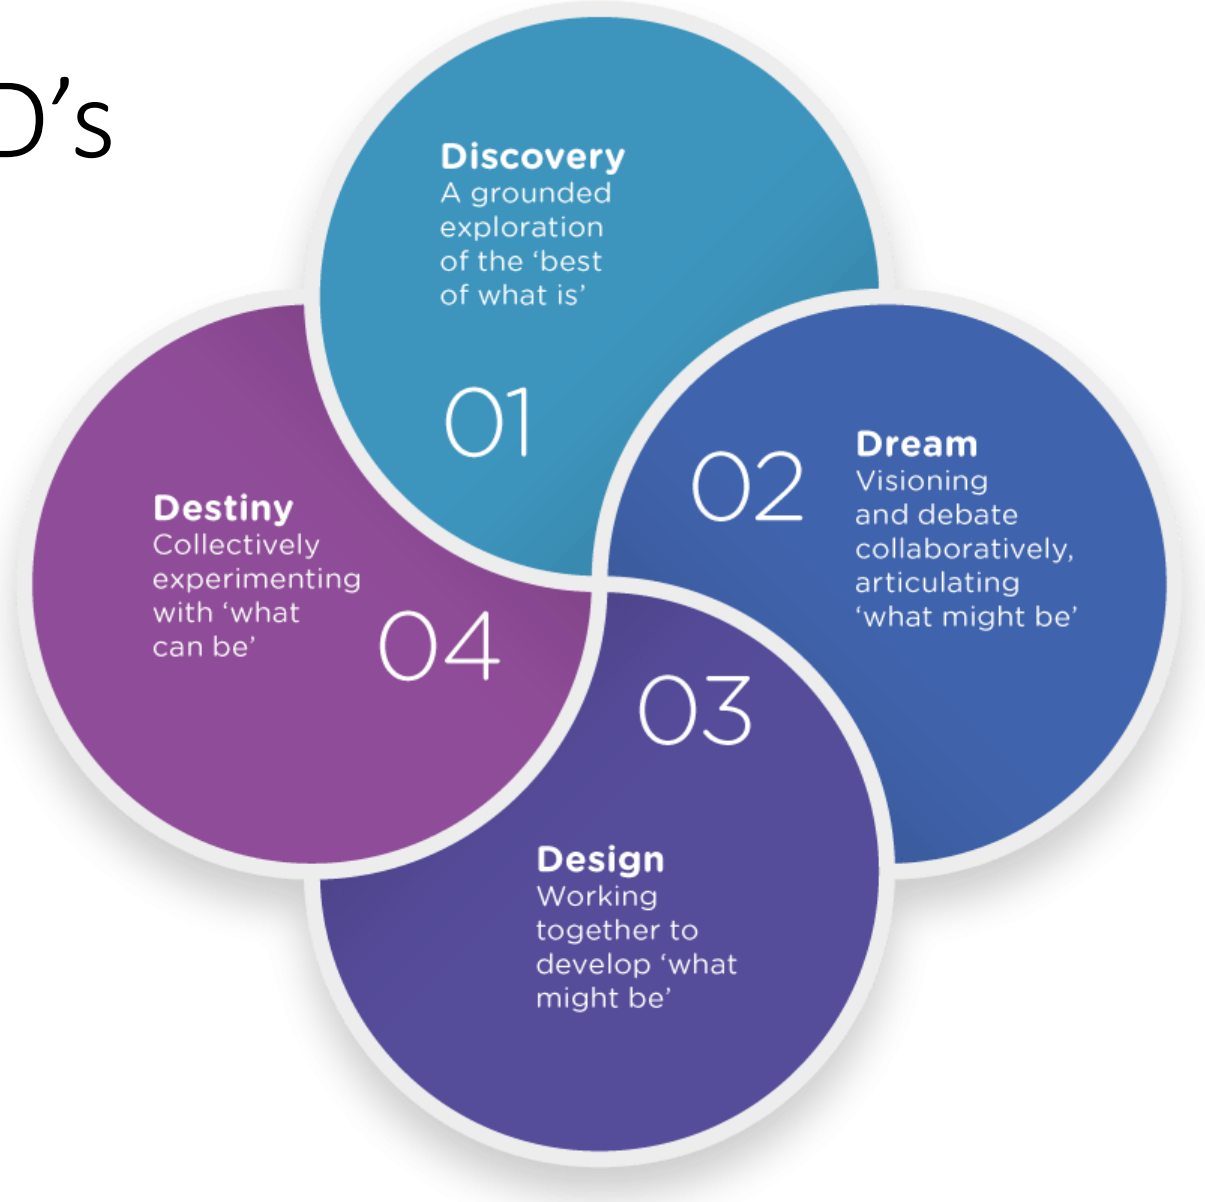 D's
Discovery
A grounded
exploration
of the ‘best
of what is’
01
02
Dream
Visioning
and debate
collaboratively,
articulating
‘what might be’
03
Design
Working
together to
develop ‘what
might be’
Destiny
Collectively
experimenting
with ‘what
can be’
04